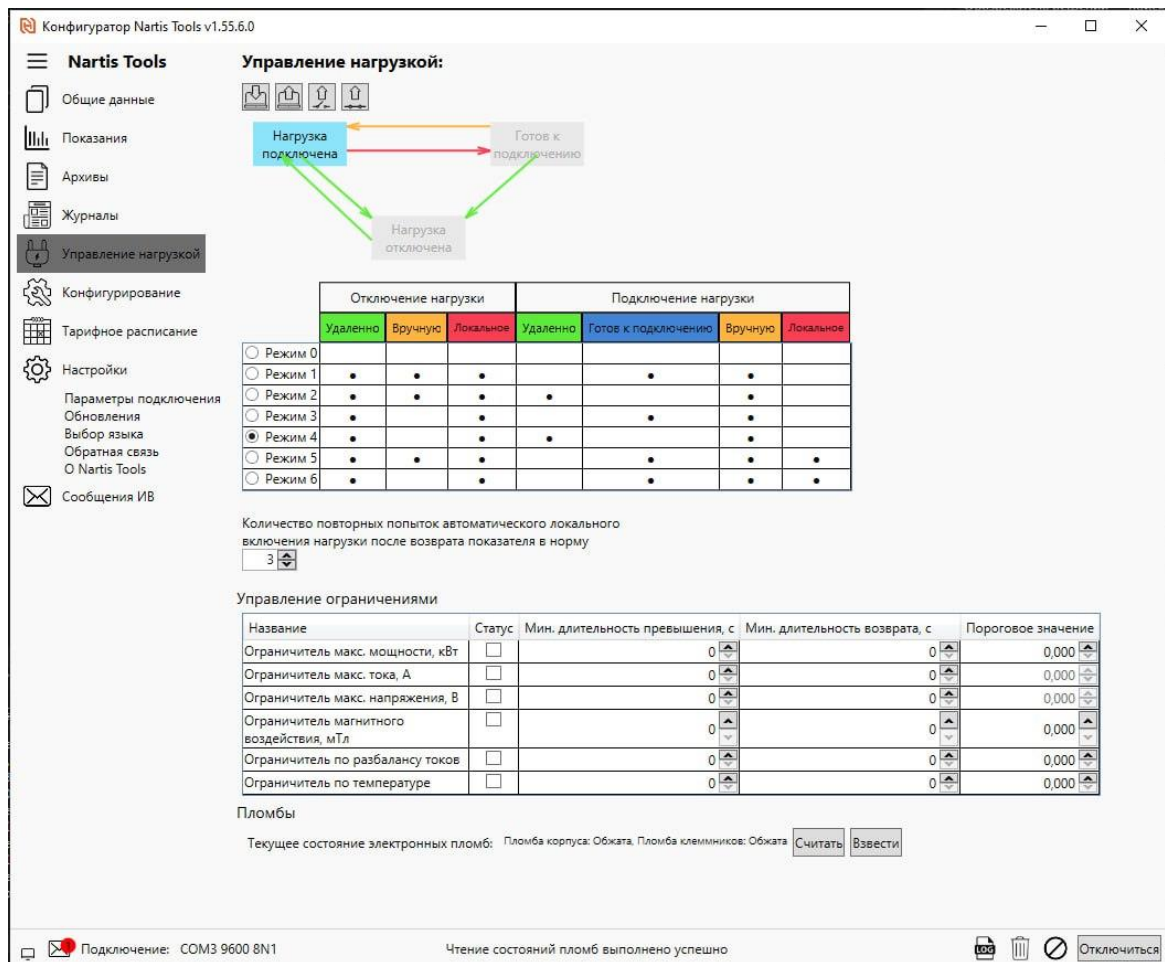 Конфигуратор Nartis Tools v1.55.6.0
Nartis Tools
Общие данные
Показания
Архивы
Журналы
Управление нагрузкой
Конфигурирование
Тарифное расписание
Настройки
Параметры подключения
Обновления
Выбор языка
Обратная связь
О Nartis Tools
Сообщения ИВ
Управление нагрузкой:
Нагрузка
подключена
Готов к
подключению
Нагрузка
отключена
Отключение нагрузки Подключение нагрузки
Удаленно Вручную Локальное Удаленно Готов к подключению Вручную Локальное
Режим 0
Режим 1 • • • • •
Режим 2 • • • • •
Режим 3 • • • •
Режим 4 • • • •
Режим 5 • • • • • •
Режим 6 • • • • •
Количество повторных попыток автоматического локального
включения нагрузки после возврата показателя в норму
3
Управление ограничениями
Название Статус Мин. длительность превышения, с Мин. длительность возврата, с Пороговое значение
Ограничитель макс. мощности, кВт 0 0 0,000
Ограничитель макс. тока, А 0 0 0,000
Ограничитель макс. напряжения, В 0 0 0,000
Ограничитель магнитного
воздействия, мТл 0 0 0,000
Ограничитель по разбалансу токов 0 0 0,000
Ограничитель по температуре 0 0 0,000
Пломбы
Текущее состояние электронных пломб: Пломба корпуса: Обжата, Пломба клеммников: Обжата Считать Взвести
Подключение: COM3 9600 8N1 Чтение состояний пломб выполнено успешно LOG Отключиться